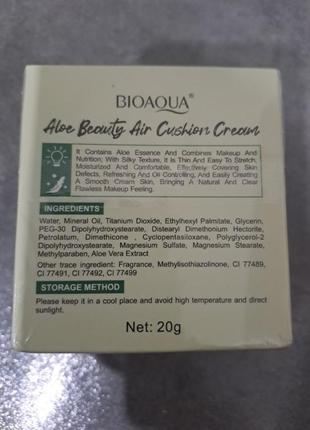 BIOAQUA®
Aloe Beauty Air Cushion Cream
It Contains Aloe Essence And Combines Makeup And
Nutrition; With Silky Texture, It Is Thin And Easy To Stretch,
Moisturized And Comfortable, Effectively Covering Skin
Defects, Refreshing And Oil Controlling, And Easily Creating
A Smooth Cream Skin, Bringing A Natural And Clear
Flawless Makeup Feeling.
INGREDIENTS
Water, Mineral Oil, Titanium Dioxide, Ethylhexyl Palmitate, Glycerin,
PEG-30 Dipolyhydroxystearate, Distearyl Dimethyl Hectorite,
Petrolatum, Dimethicone , Cyclopentasiloxane, Polyglycerol-2
Dipolyhydroxystearate, Magnesium Sulfate, Magnesium Stearate,
Methylparaben, Aloe Vera Extract
Other trace ingredient: Fragrance, Methylisothiazolinone, CI 77489,
CI 77491, CI 77492, CI 77499
STORAGE METHOD
Please keep it in a cool place and avoid high temperature and direct
sunlight.
Net: 20g